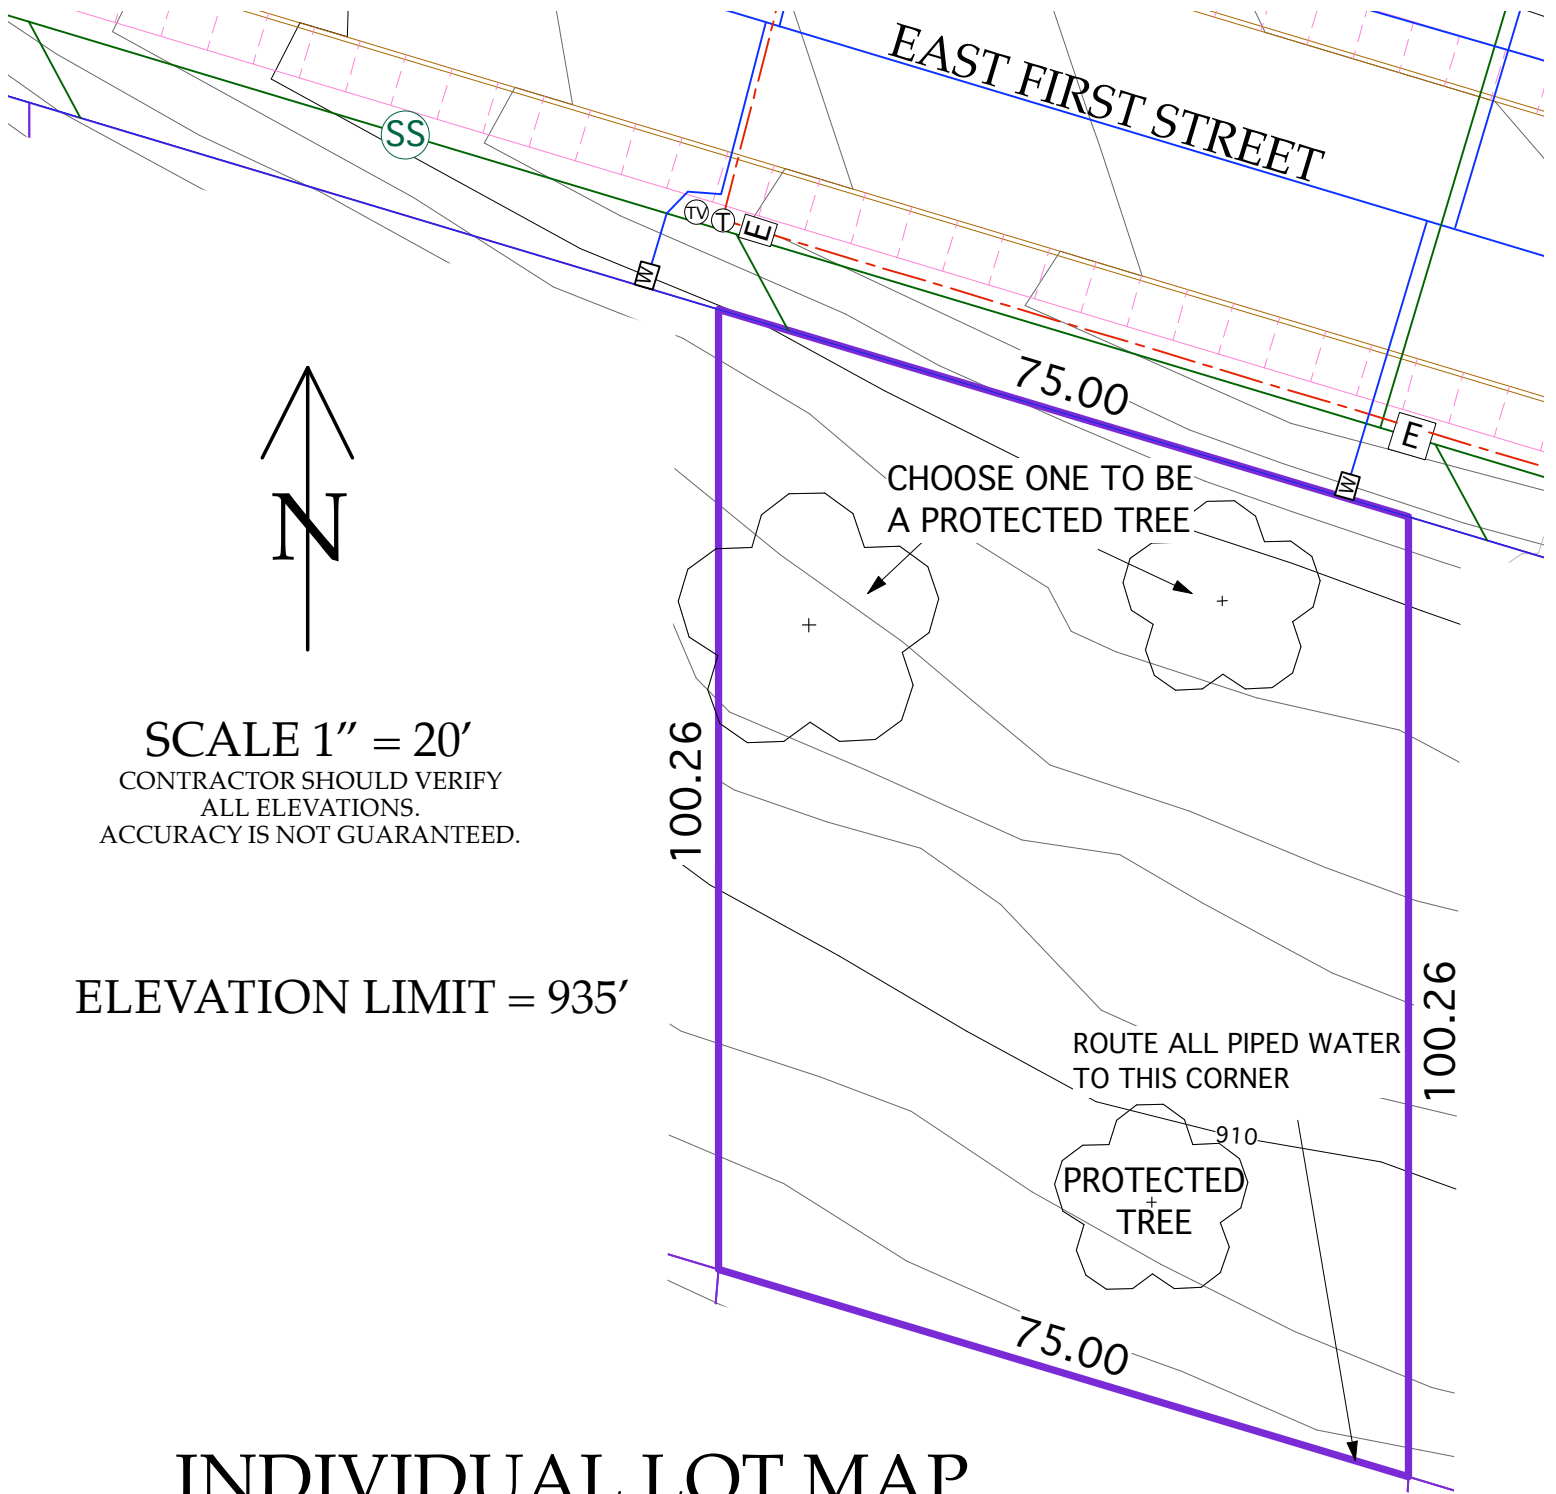 EAST FIRST STREET
SS
TV
T
E
W
75.00
E
W
CHOOSE ONE TO BE
A PROTECTED TREE
N
SCALE 1" = 20'
CONTRACTOR SHOULD VERIFY
ALL ELEVATIONS.
ACCURACY IS NOT GUARANTEED.
100.26
ELEVATION LIMIT = 935'
100.26
ROUTE ALL PIPED WATER
TO THIS CORNER
910
PROTECTED
TREE
75.00
INDIVIDUAL LOT MAP